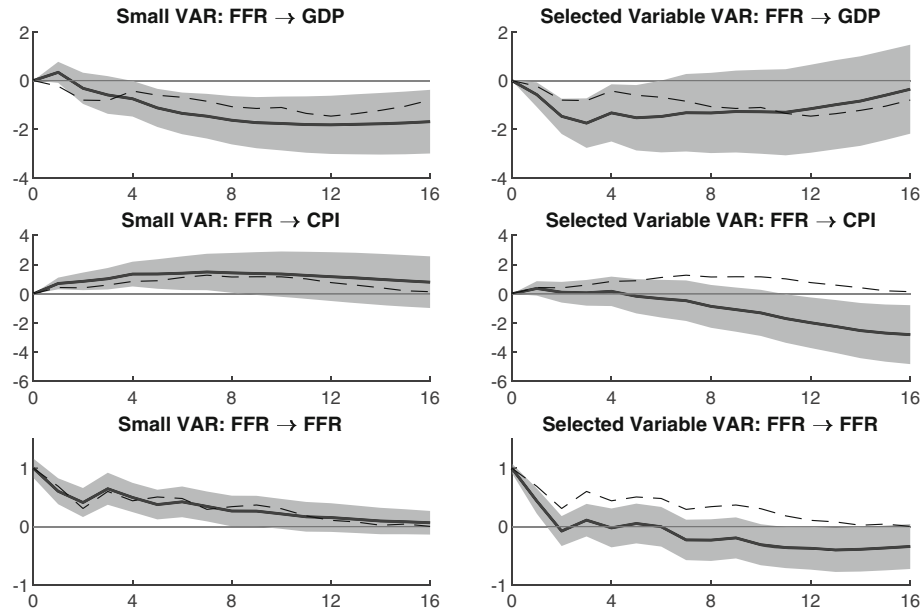 Small VAR: FFR → GDP
Selected Variable VAR: FFR → GDP
2
0
-2
-4
0 4 8 12 16
2
0
-2
-4
0 4 8 12 16
Small VAR: FFR → CPI
Selected Variable VAR: FFR → CPI
4
2
0
-2
-4
-6
0 4 8 12 16
4
2
0
-2
-4
-6
0 4 8 12 16
Small VAR: FFR → FFR
Selected Variable VAR: FFR → FFR
1
0
-1
0 4 8 12 16
1
0
-1
0 4 8 12 16